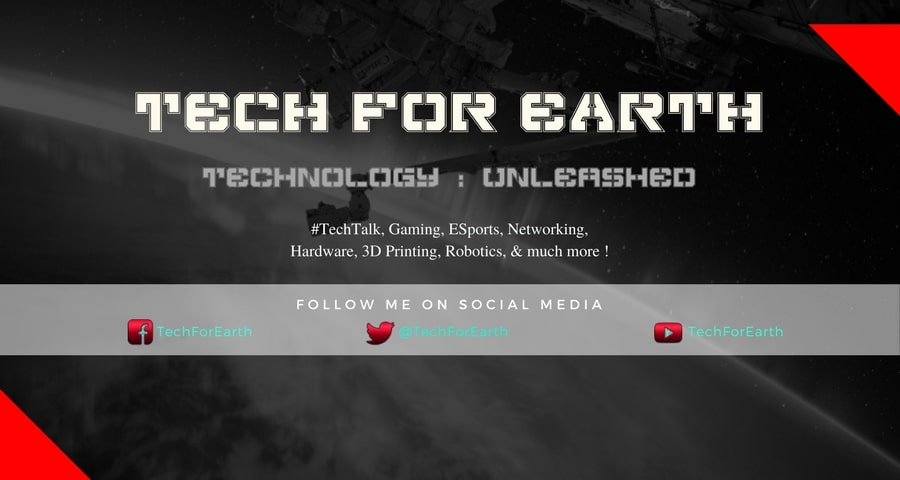 TECH FOR EARTH
TECHNOLOGY : UNLEASHED
#TechTalk, Gaming, ESports, Networking,
Hardware, 3D Printing, Robotics, & much more !
FOLLOW ME ON SOCIAL MEDIA
TechForEarth @TechForEarth TechForEarth